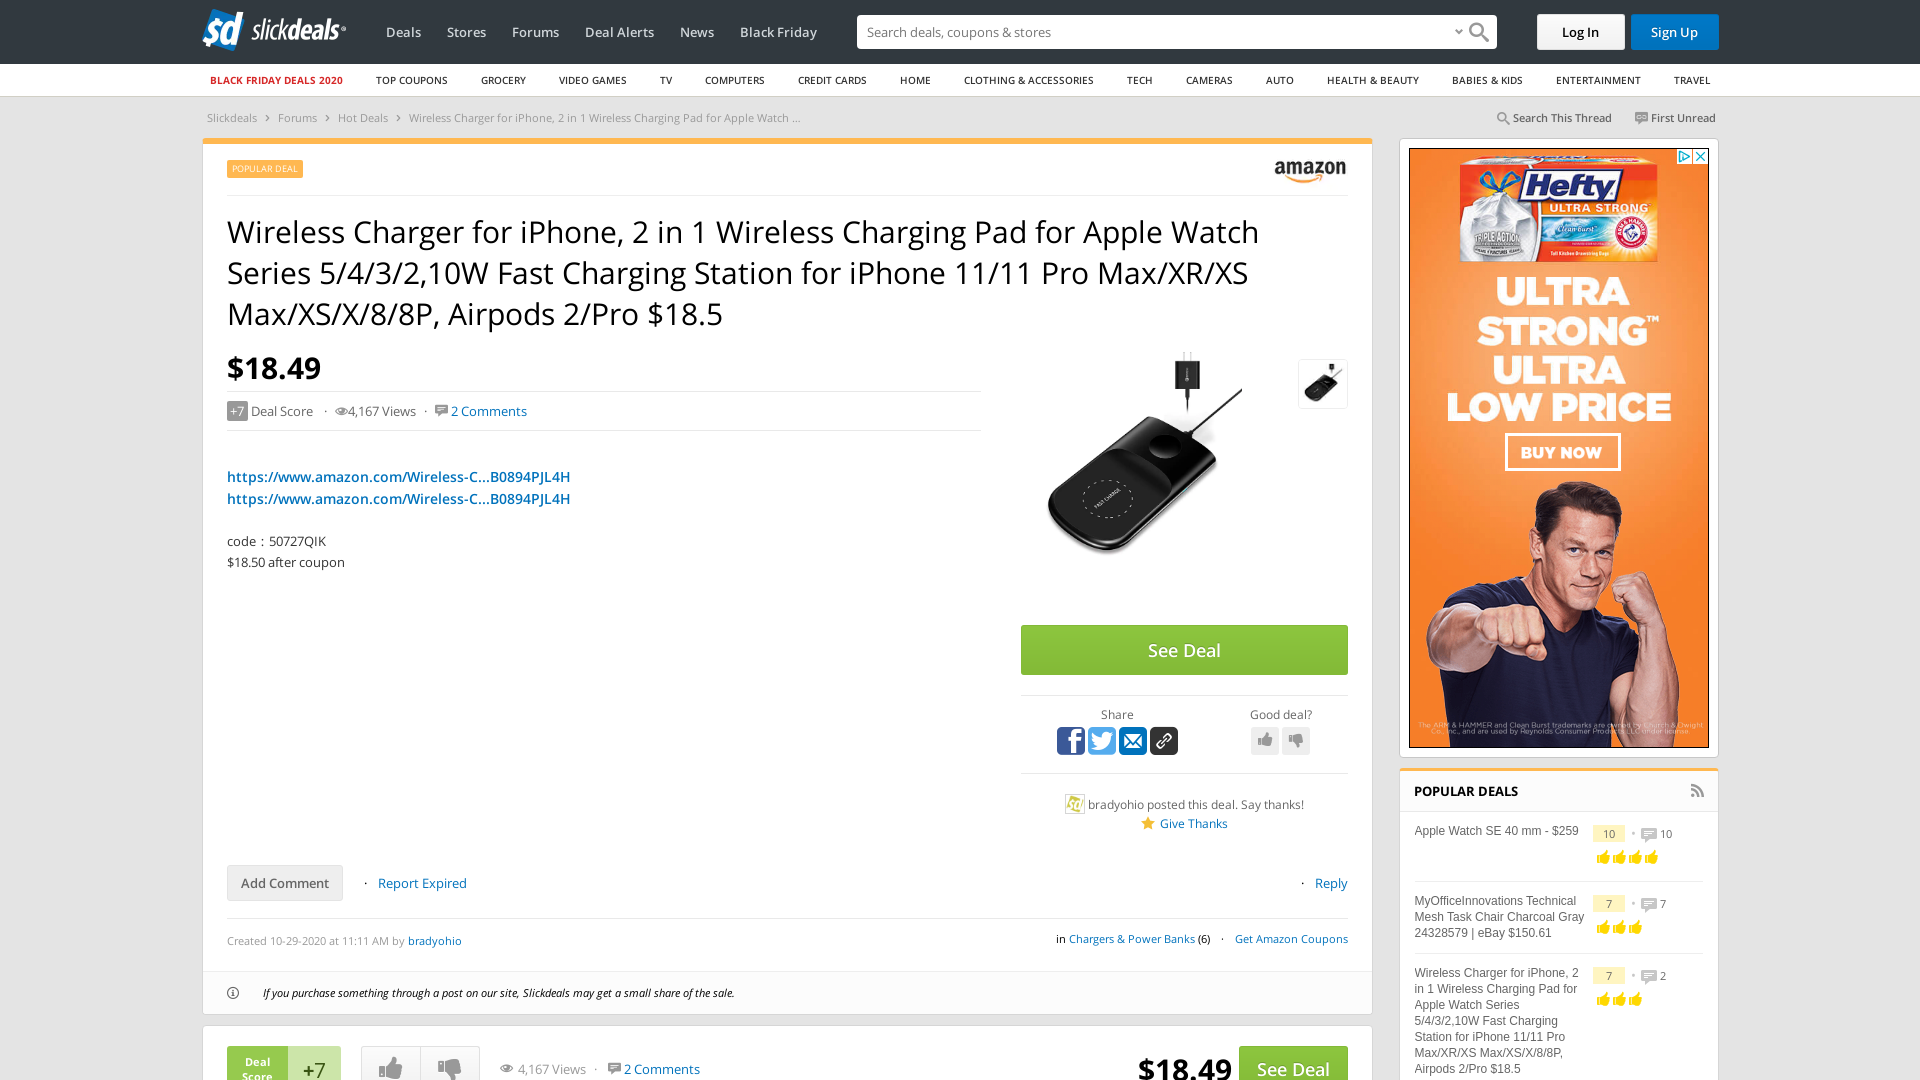 slickdeals
Deals
Stores
Forums
Deal Alerts
News
Black Friday
Search deals, coupons & stores
Log In
Sign Up
BLACK FRIDAY DEALS 2020
TOP COUPONS
GROCERY
VIDEO GAMES
TV
COMPUTERS
CREDIT CARDS
HOME
CLOTHING & ACCESSORIES
TECH
CAMERAS
AUTO
HEALTH & BEAUTY
BABIES & KIDS
ENTERTAINMENT
TRAVEL
Slickdeals > Forums > Hot Deals > Wireless Charger for iPhone, 2 in 1 Wireless Charging Pad for Apple Watch ...
Search This Thread
First Unread
POPULAR DEAL
amazon
Wireless Charger for iPhone, 2 in 1 Wireless Charging Pad for Apple Watch
Series 5/4/3/2,10W Fast Charging Station for iPhone 11/11 Pro Max/XR/XS
Max/XS/X/8/8P, Airpods 2/Pro $18.5
$18.49
+7 Deal Score · 4,167 Views · 2 Comments
https://www.amazon.com/Wireless-C...B0894PJL4H
https://www.amazon.com/Wireless-C...B0894PJL4H
code：50727QIK
$18.50 after coupon
FAST CHARGE
See Deal
Share
Good deal?
bradyohio posted this deal. Say thanks!
Give Thanks
Add Comment
· Report Expired
· Reply
Created 10-29-2020 at 11:11 AM by bradyohio
in Chargers & Power Banks (6) · Get Amazon Coupons
If you purchase something through a post on our site, Slickdeals may get a small share of the sale.
Deal
Score
+7
4,167 Views · 2 Comments
$18.49
See Deal
Hefty
ULTRA STRONG
TRIPLE ACTION
Clean Burst
ARM & HAMMER
Tall Kitchen Drawstring Bags
ULTRA
STRONG™
ULTRA
LOW PRICE
BUY NOW
The ARM & HAMMER and Clean Burst trademarks are owned by Church & Dwight
Co., Inc., and are used by Reynolds Consumer Products LLC under license.
POPULAR DEALS
Apple Watch SE 40 mm - $259
10 • 10
MyOfficeInnovations Technical
Mesh Task Chair Charcoal Gray
24328579 | eBay $150.61
7 • 7
Wireless Charger for iPhone, 2
in 1 Wireless Charging Pad for
Apple Watch Series
5/4/3/2,10W Fast Charging
Station for iPhone 11/11 Pro
Max/XR/XS Max/XS/X/8/8P,
Airpods 2/Pro $18.5
7 • 2